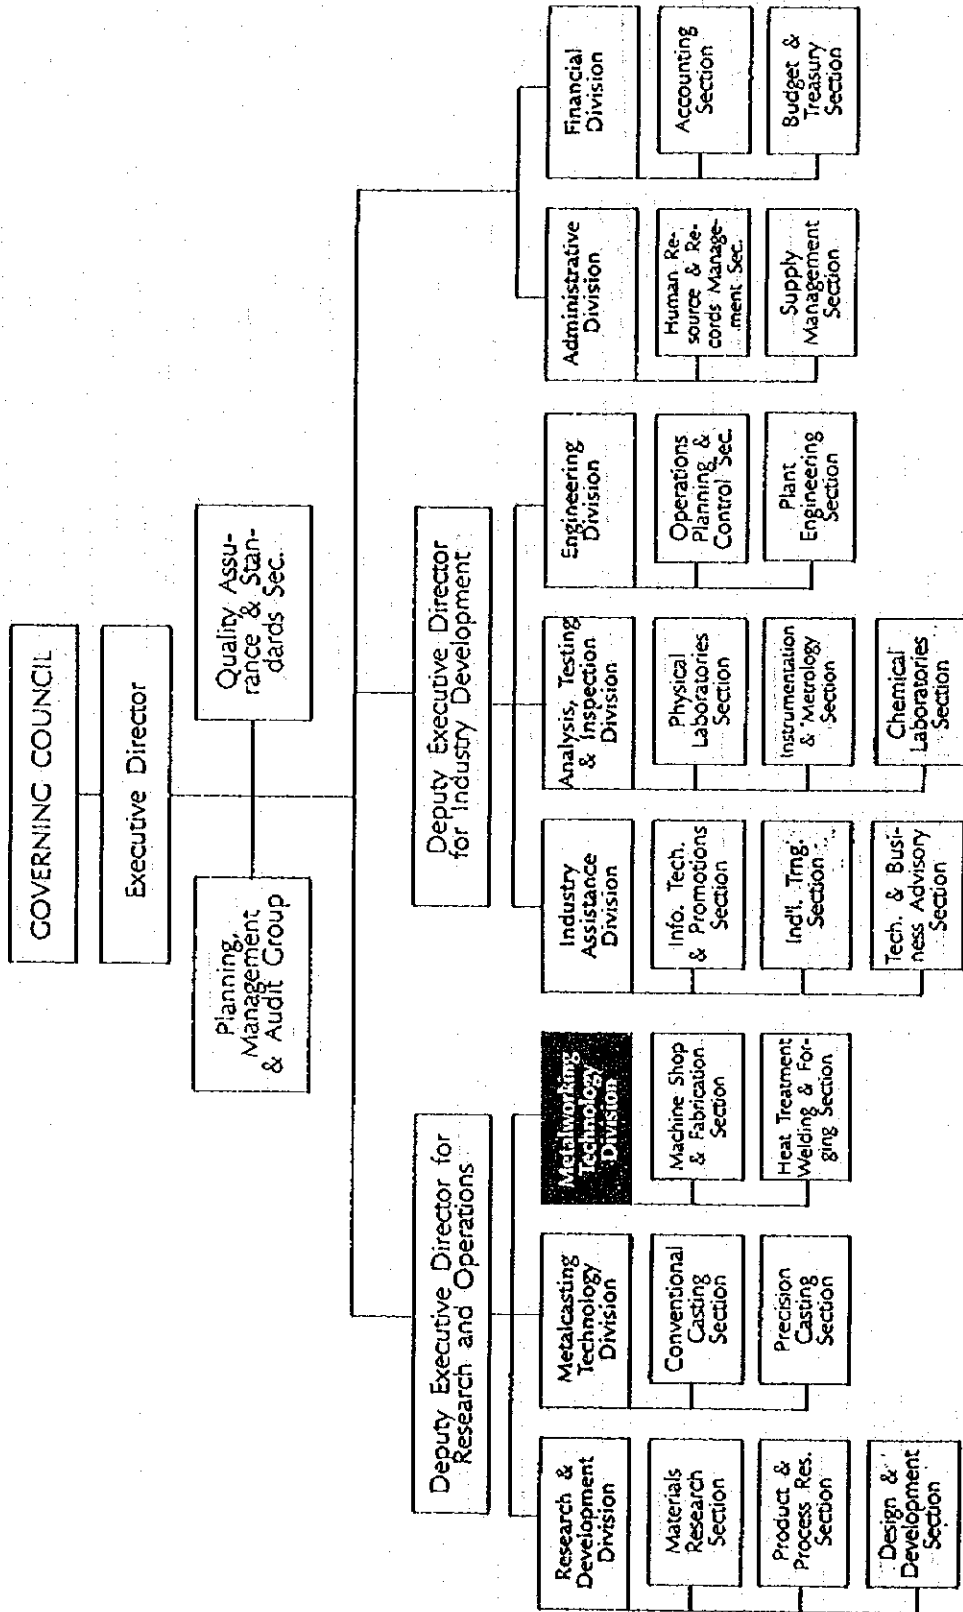 GOVERNING COUNCIL
Executive Director
Planning,
Management
& Audit Group
Quality Assu-
rance & Stan-
dards Sec.
Deputy Executive Director for
Research and Operations
Deputy Executive Director
for Industry Development
Research &
Development
Division
Materials
Research
Section
Product &
Process Res.
Section
Design &
Development
Section
Metalcasting
Technology
Division
Conventional
Casting
Section
Precision
Casting
Section
Metalworking
Technology
Division
Machine Shop
& Fabrication
Section
Heat Treatment
Welding & For-
ging Section
Industry
Assistance
Division
Info. Tech.
& Promotions
Section
Ind'l. Trng.
Section
Tech. & Busi-
ness Advisory
Section
Analysis, Testing
& Inspection
Division
Physical
Laboratories
Section
Instrumentation
& Metrology
Section
Chemical
Laboratories
Section
Engineering
Division
Operations
Planning &
Control Sec.
Plant
Engineering
Section
Administrative
Division
Human Re-
source & Re-
cords Manage-
ment Sec.
Supply
Management
Section
Financial
Division
Accounting
Section
Budget &
Treasury
Section